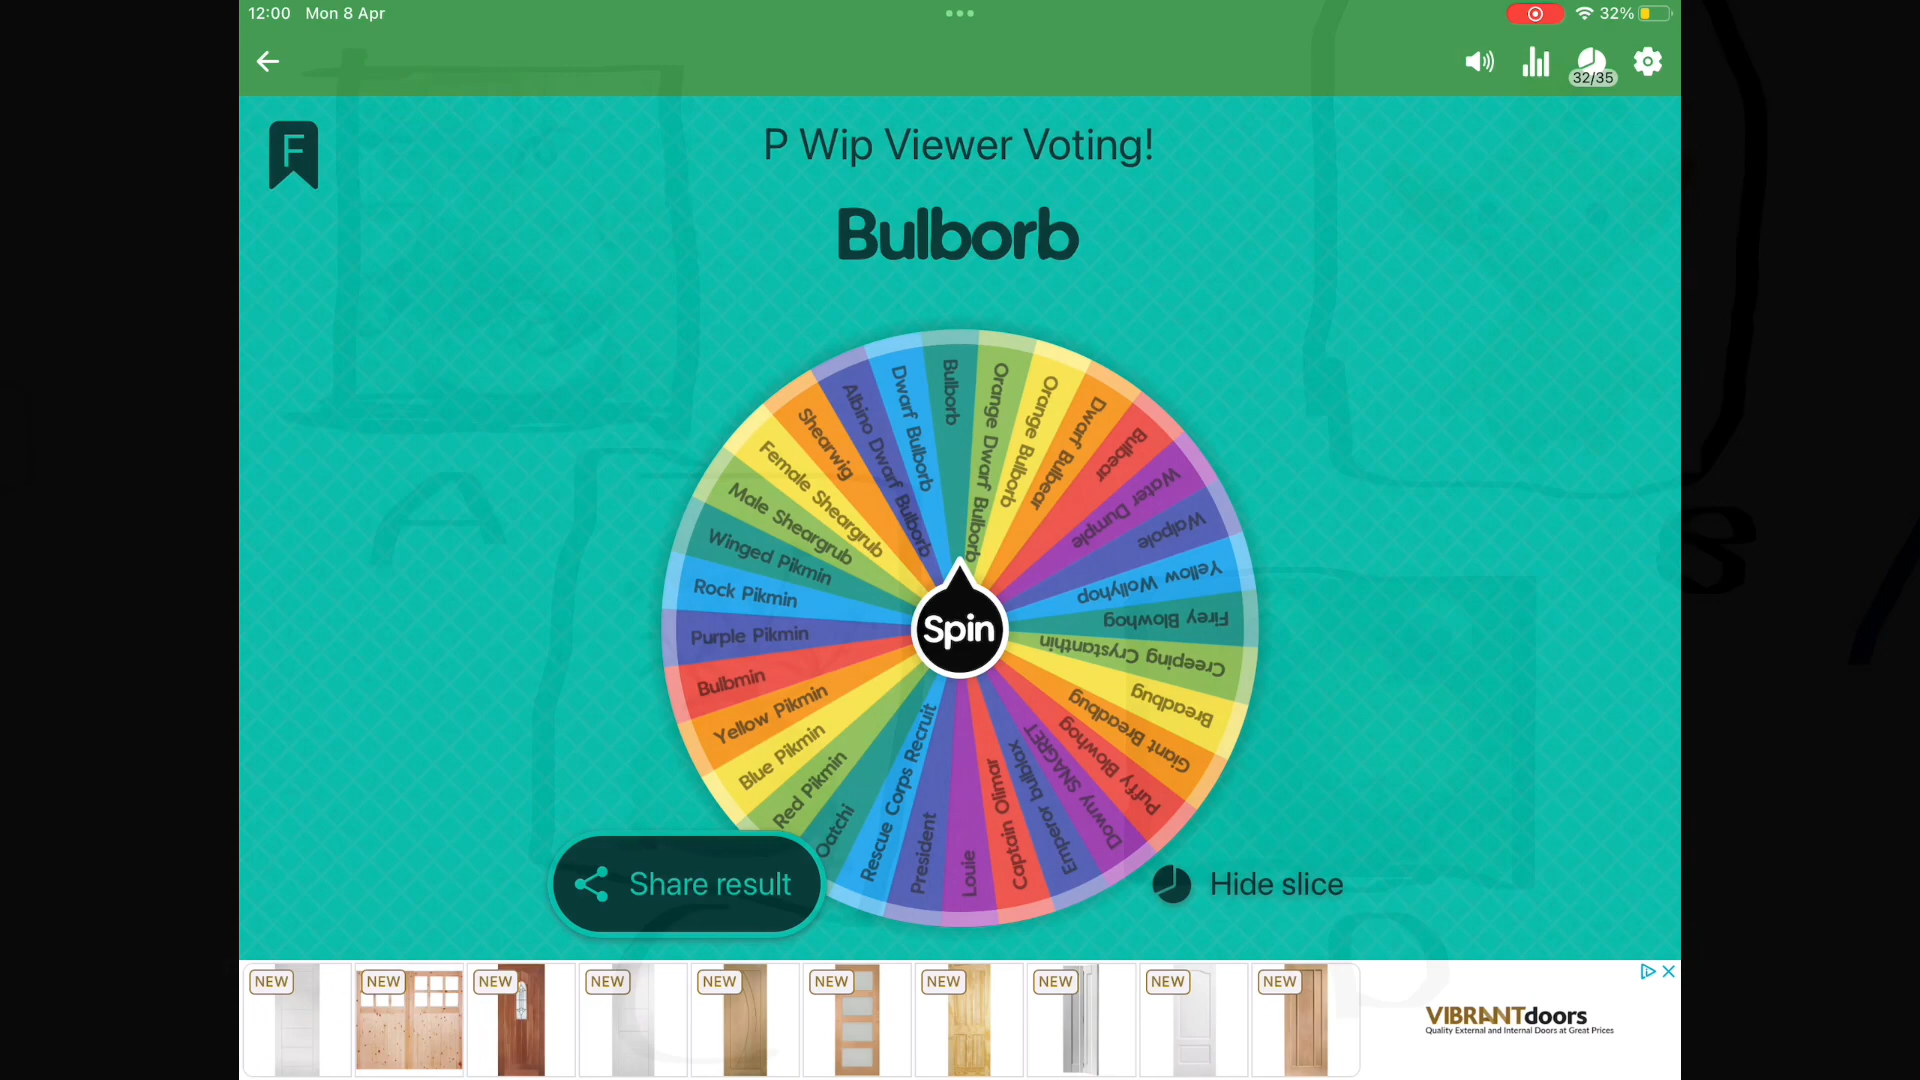 12:00 Mon 8 Apr
32%
32/35
F
P Wip Viewer Voting!
Bulborb
Bulborb
Orange Dwarf Bulborb
Orange Bulborb
Dwarf Bulbear
Bulbear
Water Dumple
Wollpole
Yellow Wollyhop
Firey Blowhog
Creeping Crystanthin
Breadbug
Giant Breadbug
Puffy Blowhog
Downy SNAGRET
Emperor bulblax
Captain Olimar
Louie
President
Rescue Corps Recruit
Oatchi
Red Pikmin
Blue Pikmin
Yellow Pikmin
Bulbmin
Purple Pikmin
Rock Pikmin
Winged Pikmin
Male Sheargrub
Female Sheargrub
Shearwig
Albino Dwarf Bulborb
Dwarf Bulborb
Spin
Share result
Hide slice
NEW
NEW
NEW
NEW
NEW
NEW
NEW
NEW
NEW
NEW
VIBRANTdoors
Quality External and Internal Doors at Great Prices